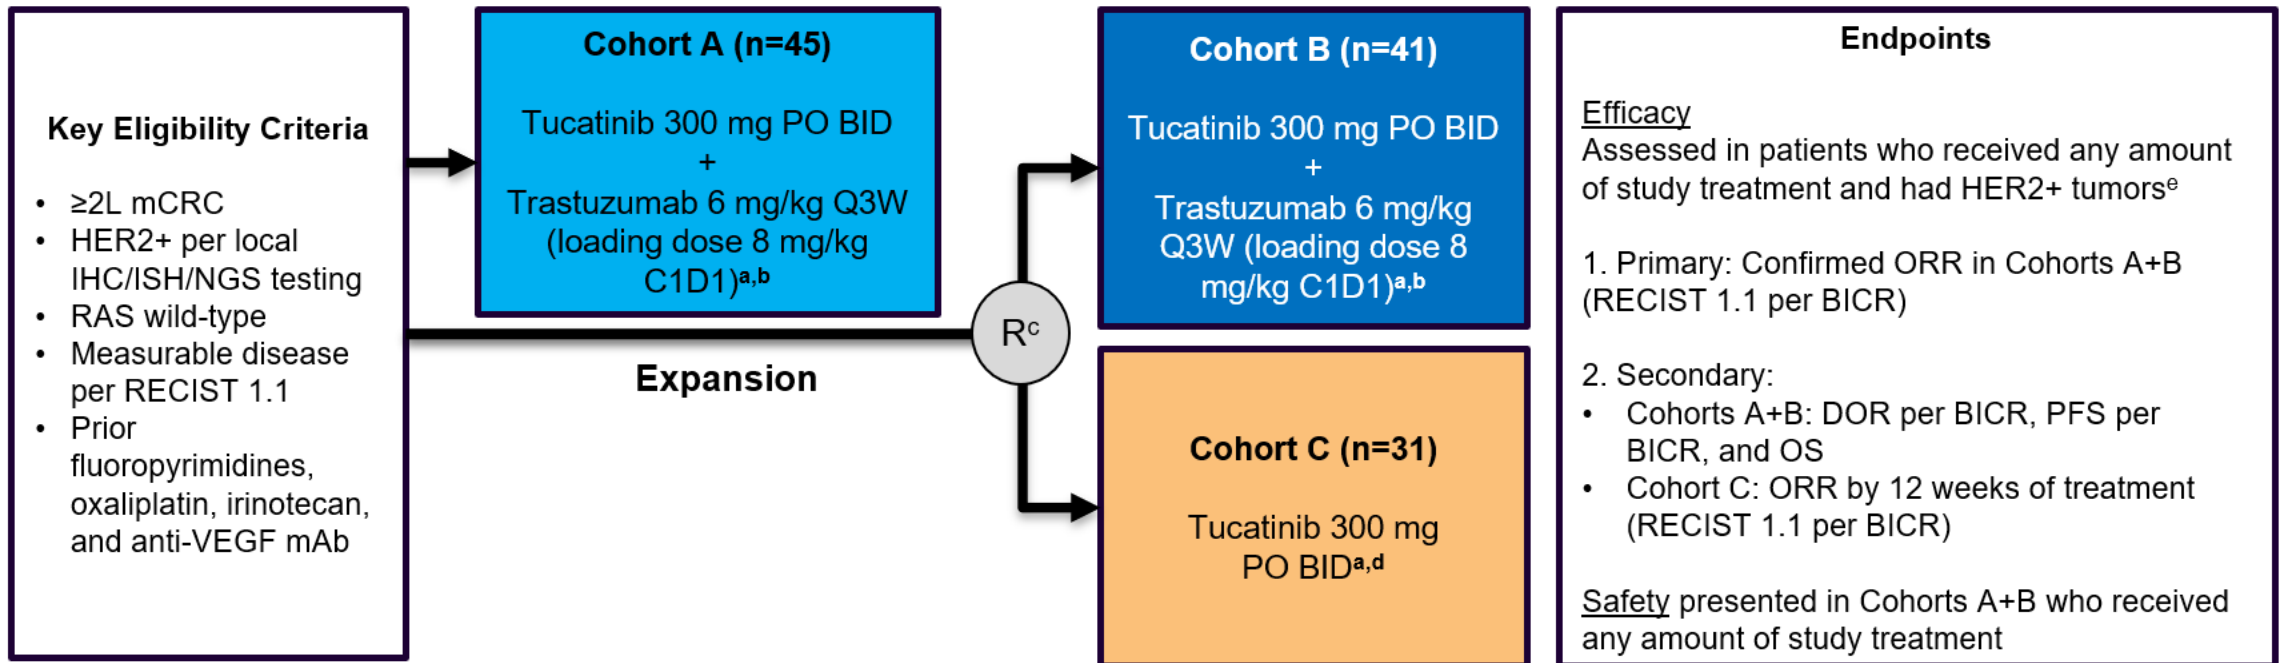 Key Eligibility Criteria
• ≥2L mCRC
• HER2+ per local
IHC/ISH/NGS testing
• RAS wild-type
• Measurable disease
per RECIST 1.1
• Prior
fluoropyrimidines,
oxaliplatin, irinotecan,
and anti-VEGF mAb
Cohort A (n=45)
Tucatinib 300 mg PO BID
+
Trastuzumab 6 mg/kg Q3W
(loading dose 8 mg/kg
C1D1)a,b
Expansion
Rc
Cohort B (n=41)
Tucatinib 300 mg PO BID
+
Trastuzumab 6 mg/kg
Q3W (loading dose 8
mg/kg C1D1)a,b
Cohort C (n=31)
Tucatinib 300 mg
PO BIDa,d
Endpoints
Efficacy
Assessed in patients who received any amount
of study treatment and had HER2+ tumorse
1. Primary: Confirmed ORR in Cohorts A+B
(RECIST 1.1 per BICR)
2. Secondary:
• Cohorts A+B: DOR per BICR, PFS per
BICR, and OS
• Cohort C: ORR by 12 weeks of treatment
(RECIST 1.1 per BICR)
Safety presented in Cohorts A+B who received
any amount of study treatment